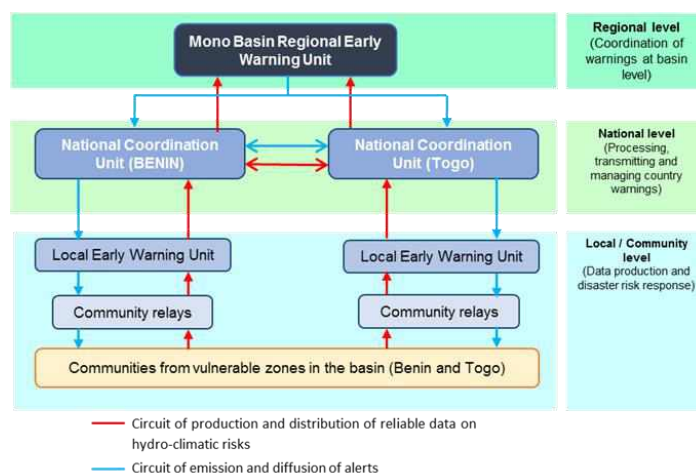 Mono Basin Regional Early
Warning Unit
Regional level
(Coordination of
warnings at basin
level)
National Coordination
Unit (BENIN)
National Coordination
Unit (Togo)
National level
(Processing,
transmitting and
managing country
warnings)
Local Early Warning Unit
Local Early Warning Unit
Local / Community
level
(Data production and
disaster risk response)
Community relays
Community relays
Communities from vulnerable zones in the basin (Benin and Togo)
Circuit of production and distribution of reliable data on
hydro-climatic risks
Circuit of emission and diffusion of alerts